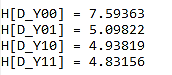 H[D_Y00] = 7.59363
H[D_Y01] = 5.09822
H[D_Y10] = 4.93819
H[D_Y11] = 4.83156